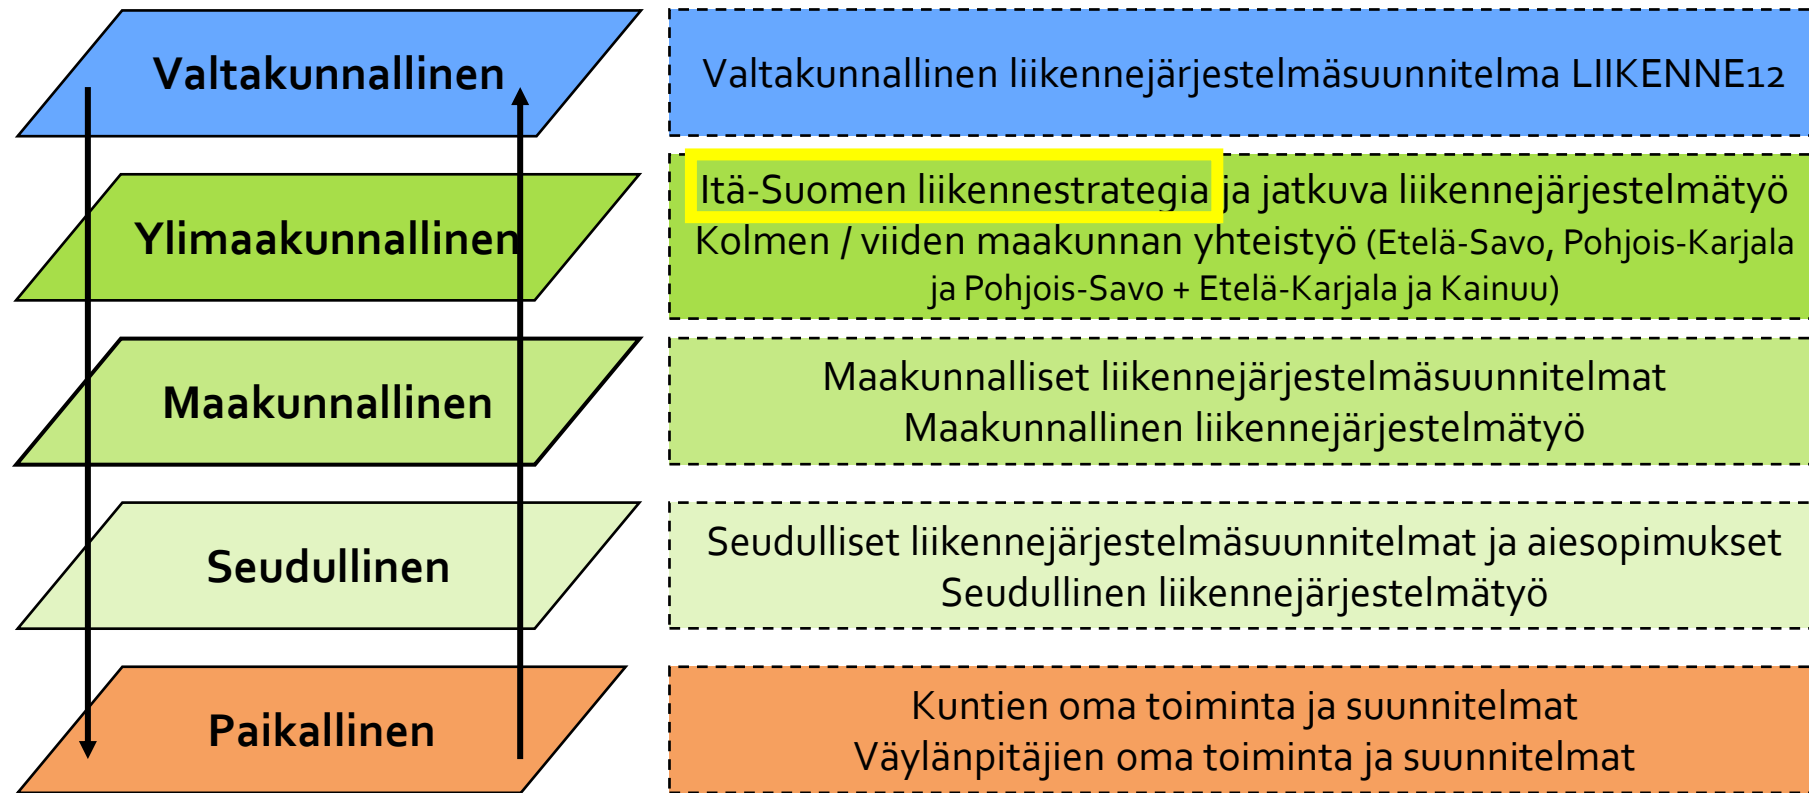 Valtakunnallinen
Valtakunnallinen liikennejärjestelmäsuunnitelma LIIKENNE12
Ylimaakunnallinen
Itä-Suomen liikennestrategia ja jatkuva liikennejärjestelmätyö
Kolmen / viiden maakunnan yhteistyö (Etelä-Savo, Pohjois-Karjala
ja Pohjois-Savo + Etelä-Karjala ja Kainuu)
Maakunnallinen
Maakunnalliset liikennejärjestelmäsuunnitelmat
Maakunnallinen liikennejärjestelmätyö
Seudullinen
Seudulliset liikennejärjestelmäsuunnitelmat ja aiesopimukset
Seudullinen liikennejärjestelmätyö
Paikallinen
Kuntien oma toiminta ja suunnitelmat
Väylänpitäjien oma toiminta ja suunnitelmat